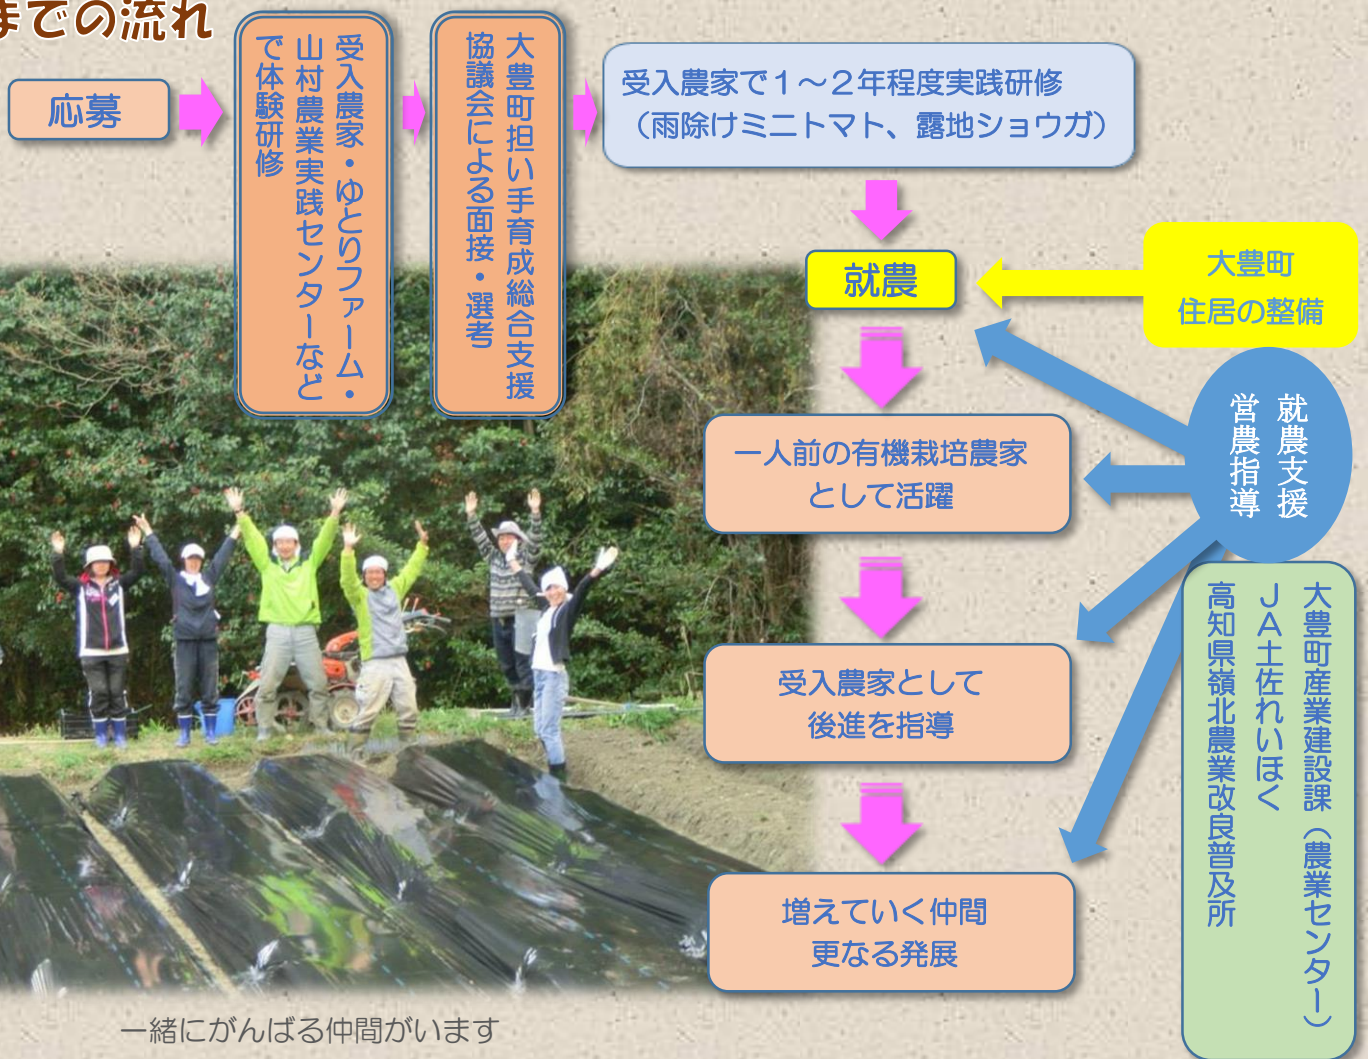 までの流れ
応募
受入農家・ゆとりファーム・
山村農業実践センターなど
で体験研修
大豊町担い手育成総合支援
協議会による面接・選考
受入農家で１～２年程度実践研修
（雨除けミニトマト、露地ショウガ）
就農
大豊町
住居の整備
就農支援
営農指導
一人前の有機栽培農家
として活躍
受入農家として
後進を指導
増えていく仲間
更なる発展
大豊町産業建設課（農業センター）
ＪＡ土佐れいほく
高知県嶺北農業改良普及所
一緒にがんばる仲間がいます